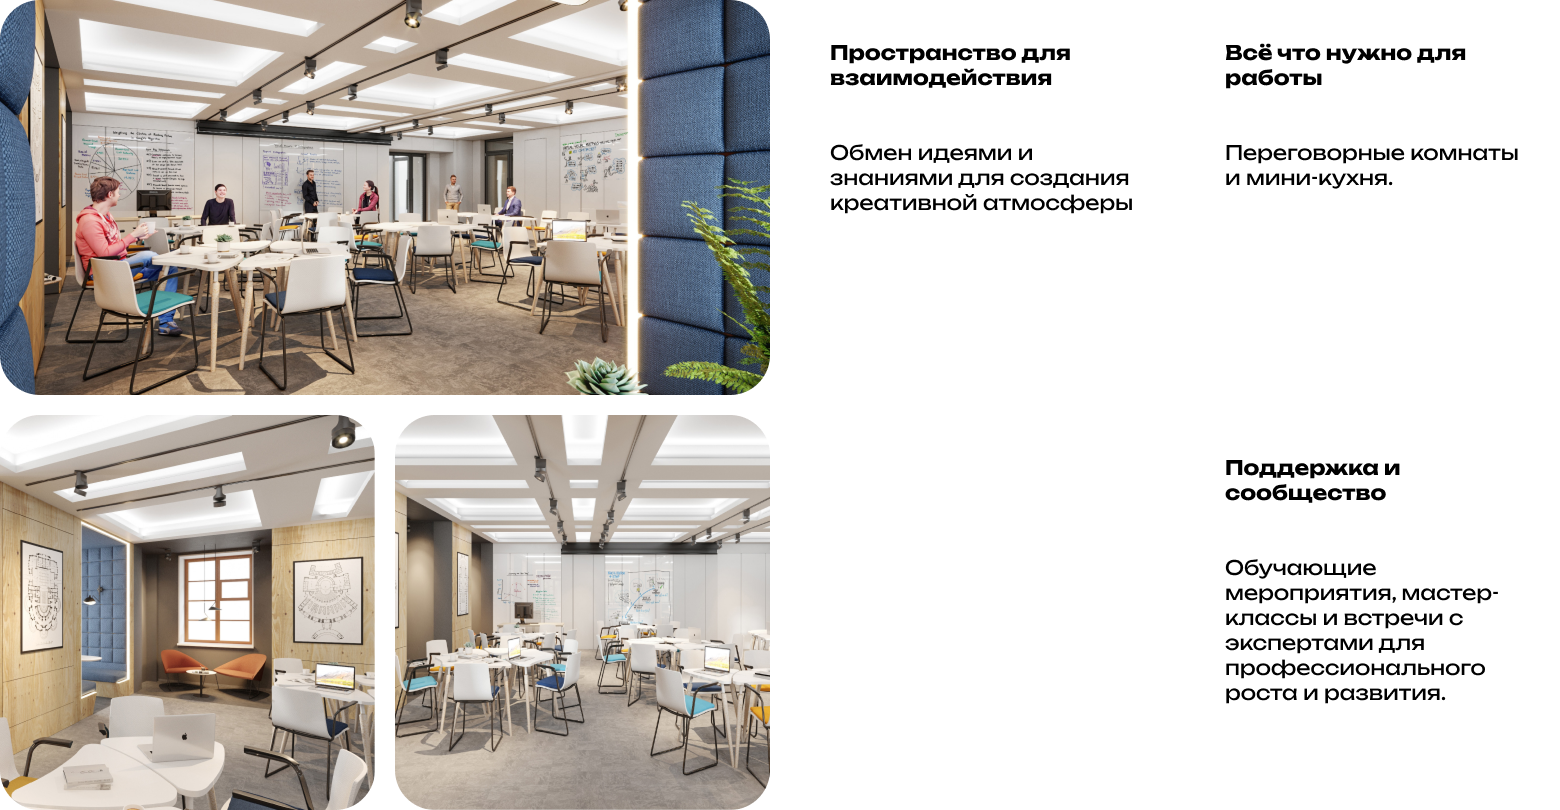 Пространство для
взаимодействия
Обмен идеями и
знаниями для создания
креативной атмосферы
Всё что нужно для
работы
Переговорные комнаты
и мини-кухня.
Поддержка и
сообщество
Обучающие
мероприятия, мастер-
классы и встречи с
экспертами для
профессионального
роста и развития.